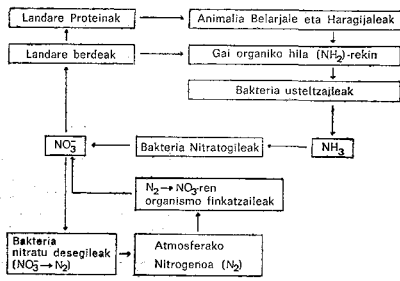 Landare Proteinak
Animalia Belarjale eta Haragijaleak
Landare berdeak
Gai organiko hila (NH₂)-rekin
Bakteria usteltzaileak
NO₃⁻
Bakteria Nitratogileak
NH₃
N₂→NO₃-ren
organismo finkatzaileak
Bakteria
nitratu desegileak
(NO₃⁻→N₂)
Atmosferako
Nitrogenoa (N₂)